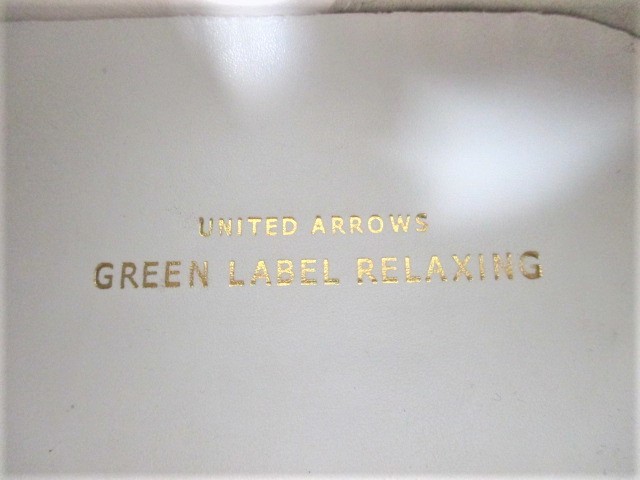 UNITED ARROWS
GREEN LABEL RELAXING